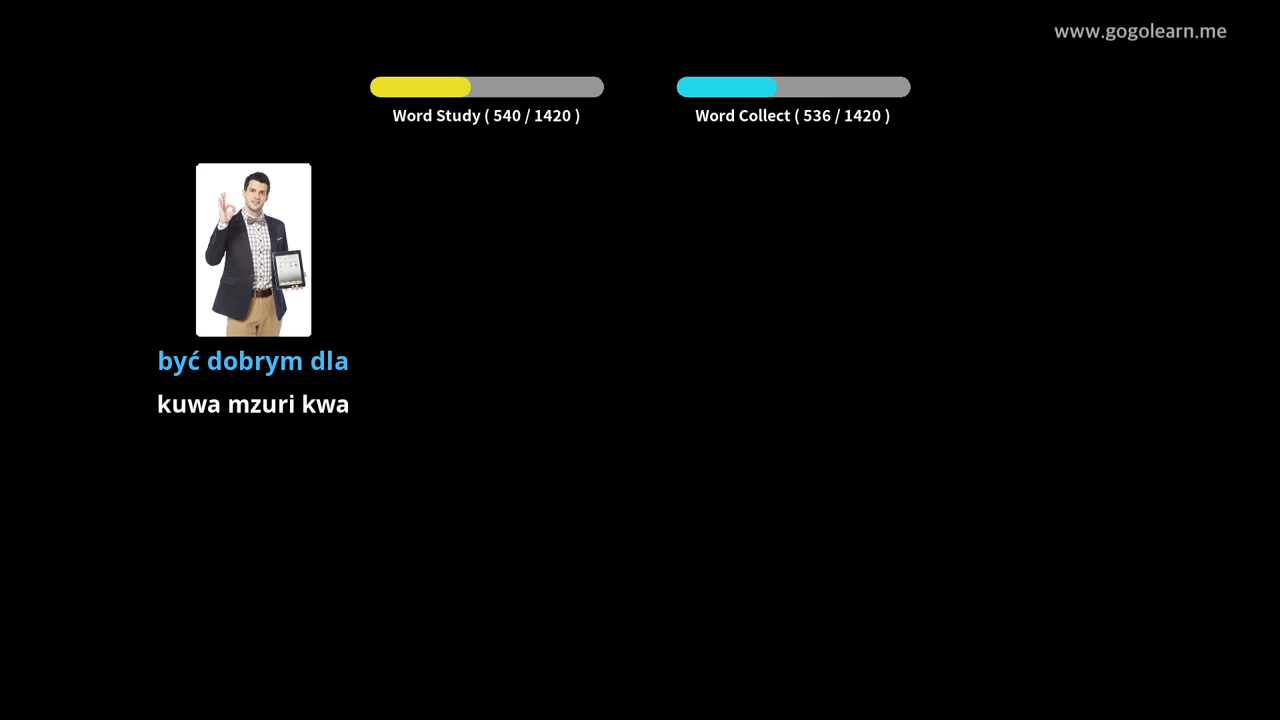 www.gogolearn.me
Word Study ( 540 / 1420 )
Word Collect ( 536 / 1420 )
być dobrym dla
kuwa mzuri kwa